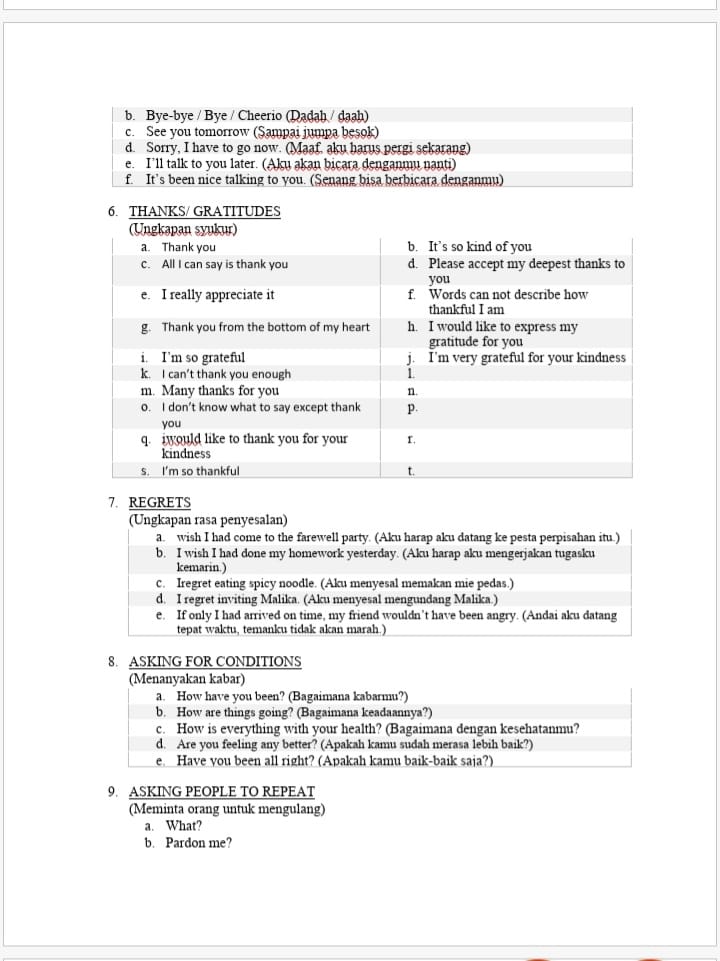 b. Bye-bye / Bye / Cheerio (Dadah / daah)
c. See you tomorrow (Sampai jumpa besok)
d. Sorry, I have to go now. (Maaf. aku harus pergi sekarang)
e. I'll talk to you later. (Aku akan bicara denganmu nanti)
f. It's been nice talking to you. (Senang bisa berbicara denganmu)
6. THANKS/ GRATITUDES
(Ungkapan syukur)
a. Thank you b. It's so kind of you
c. All I can say is thank you d. Please accept my deepest thanks to
you
e. I really appreciate it f. Words can not describe how
thankful I am
g. Thank you from the bottom of my heart h. I would like to express my
gratitude for you
i. I'm so grateful j. I'm very grateful for your kindness
k. I can't thank you enough l.
m. Many thanks for you n.
o. I don't know what to say except thank p.
you
q. iwould like to thank you for your r.
kindness
s. I'm so thankful t.
7. REGRETS
(Ungkapan rasa penyesalan)
a. wish I had come to the farewell party. (Aku harap aku datang ke pesta perpisahan itu.)
b. I wish I had done my homework yesterday. (Aku harap aku mengerjakan tugasku
kemarin.)
c. Iregret eating spicy noodle. (Aku menyesal memakan mie pedas.)
d. I regret inviting Malika. (Aku menyesal mengundang Malika.)
e. If only I had arrived on time, my friend wouldn't have been angry. (Andai aku datang
tepat waktu, temanku tidak akan marah.)
8. ASKING FOR CONDITIONS
(Menanyakan kabar)
a. How have you been? (Bagaimana kabarmu?)
b. How are things going? (Bagaimana keadaannya?)
c. How is everything with your health? (Bagaimana dengan kesehatanmu?
d. Are you feeling any better? (Apakah kamu sudah merasa lebih baik?)
e. Have you been all right? (Apakah kamu baik-baik saja?)
9. ASKING PEOPLE TO REPEAT
(Meminta orang untuk mengulang)
a. What?
b. Pardon me?